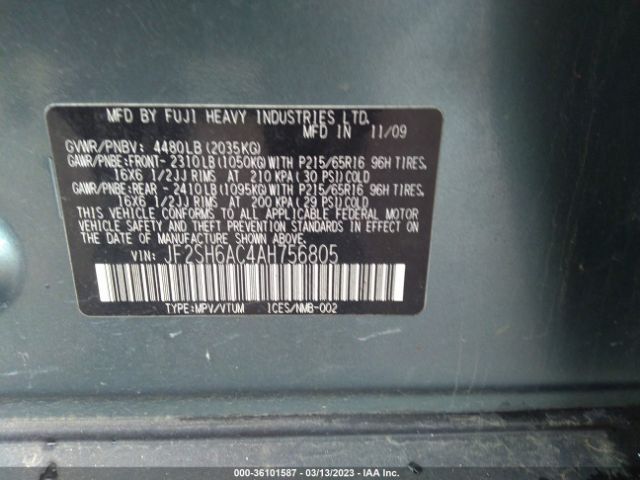 MFD BY FUJI HEAVY INDUSTRIES LTD.
MFD IN 11/09
GVWR/PNBV: 4480LB (2035KG)
GAWR/PNBE:FRONT- 2310LB (1050KG)WITH P215/65R16 96H TIRES,
16X6 1/2JJ RIMS AT 210 KPA (30 PSI)COLD
GAWR/PNBE:REAR - 2410LB (1095KG)WITH P215/65R16 96H TIRES,
16X6 1/2JJ RIMS AT 200 KPA (29 PSI)COLD
THIS VEHICLE CONFORMS TO ALL APPLICABLE FEDERAL MOTOR
VEHICLE SAFETY AND THEFT PREVENTION STANDARDS IN EFFECT
ON THE DATE OF MANUFACTURE SHOWN ABOVE.
VIN: JF2SH6AC4AH756805
TYPE:MPV/VTUM ICES/NMB-002
000-36101587 - 03/13/2023 - IAA Inc.